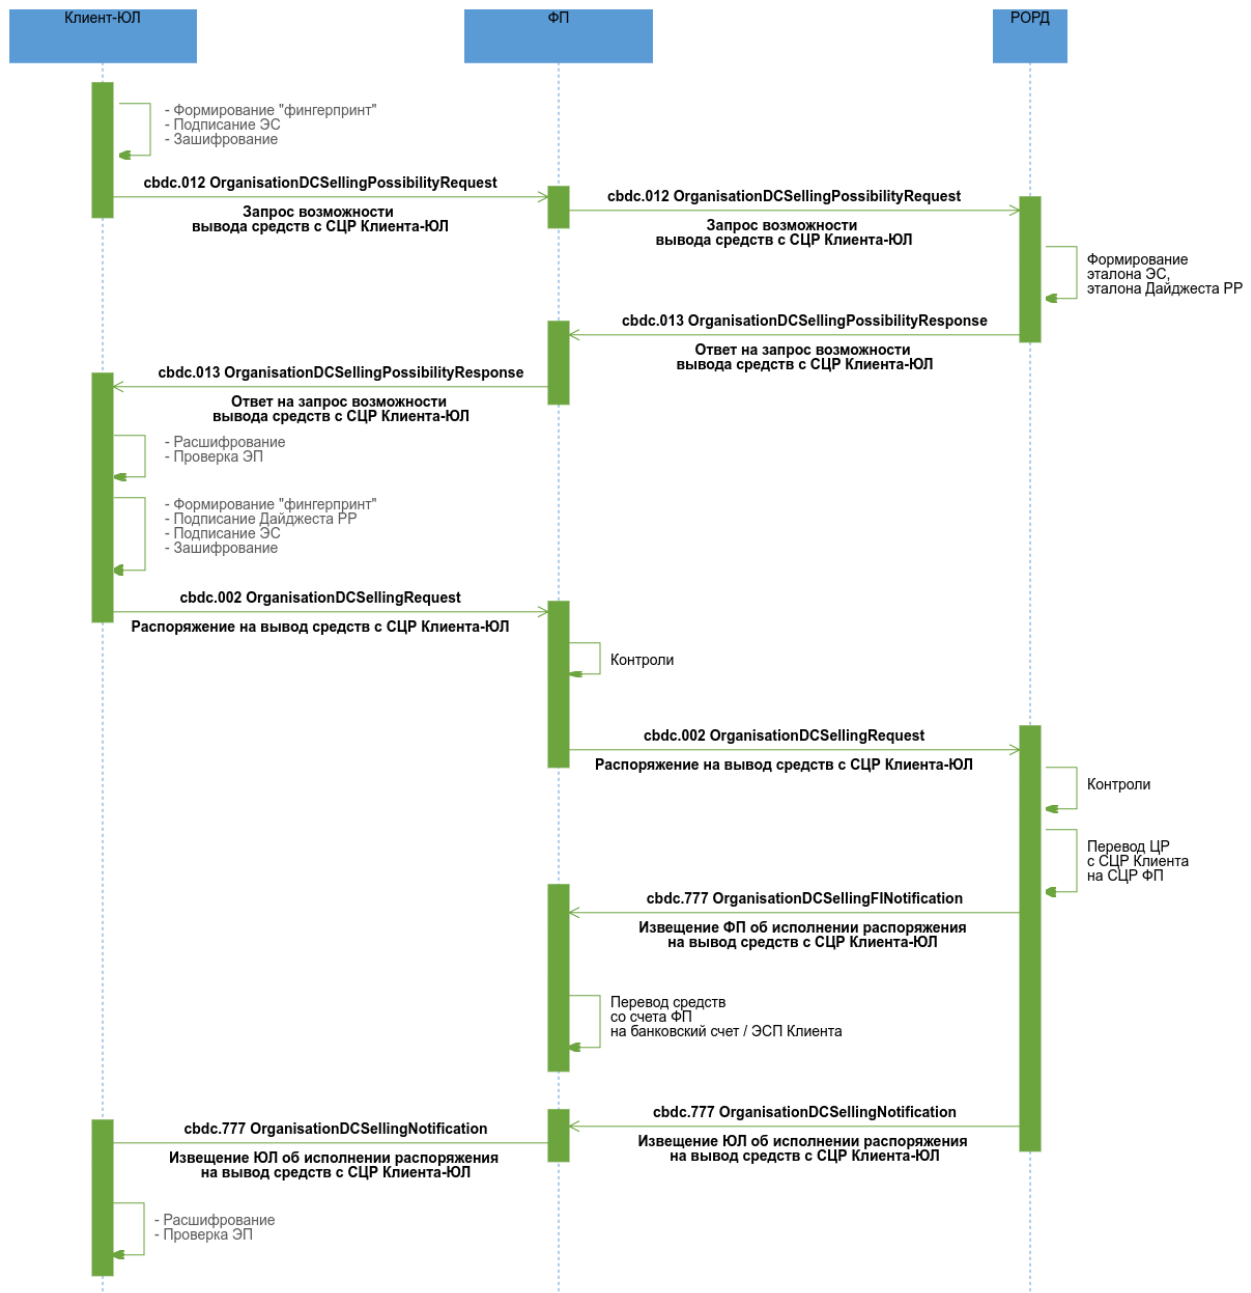 Клиент-ЮЛ
ФП
РОРД
- Формирование "фингерпринт"
- Подписание ЭС
- Зашифрование
cbdc.012 OrganisationDCSellingPossibilityRequest
Запрос возможности
вывода средств с СЦР Клиента-ЮЛ
cbdc.012 OrganisationDCSellingPossibilityRequest
Запрос возможности
вывода средств с СЦР Клиента-ЮЛ
Формирование
эталона ЭС,
эталона Дайджеста РР
cbdc.013 OrganisationDCSellingPossibilityResponse
Ответ на запрос возможности
вывода средств с СЦР Клиента-ЮЛ
cbdc.013 OrganisationDCSellingPossibilityResponse
Ответ на запрос возможности
вывода средств с СЦР Клиента-ЮЛ
- Расшифрование
- Проверка ЭП
- Формирование "фингерпринт"
- Подписание Дайджеста РР
- Подписание ЭС
- Зашифрование
cbdc.002 OrganisationDCSellingRequest
Распоряжение на вывод средств с СЦР Клиента-ЮЛ
Контроли
cbdc.002 OrganisationDCSellingRequest
Распоряжение на вывод средств с СЦР Клиента-ЮЛ
Контроли
Перевод ЦР
с СЦР Клиента
на СЦР ФП
cbdc.777 OrganisationDCSellingFINotification
Извещение ФП об исполнении распоряжения
на вывод средств с СЦР Клиента-ЮЛ
Перевод средств
со счета ФП
на банковский счет / ЭСП Клиента
cbdc.777 OrganisationDCSellingNotification
Извещение ЮЛ об исполнении распоряжения
на вывод средств с СЦР Клиента-ЮЛ
cbdc.777 OrganisationDCSellingNotification
Извещение ЮЛ об исполнении распоряжения
на вывод средств с СЦР Клиента-ЮЛ
- Расшифрование
- Проверка ЭП